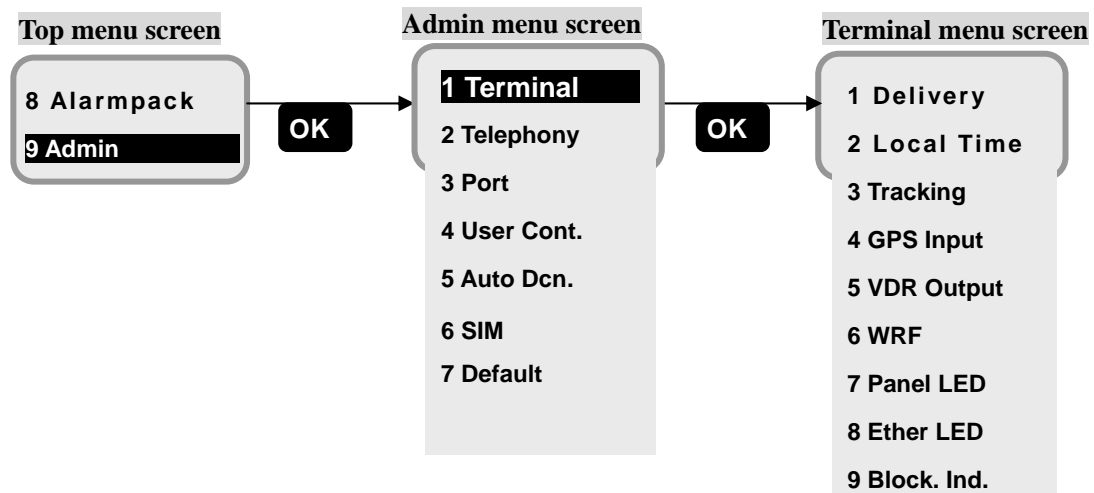 Top menu screen
8 Alarmpack
9 Admin
OK
Admin menu screen
1 Terminal
2 Telephony
3 Port
4 User Cont.
5 Auto Dcn.
6 SIM
7 Default
OK
Terminal menu screen
1 Delivery
2 Local Time
3 Tracking
4 GPS Input
5 VDR Output
6 WRF
7 Panel LED
8 Ether LED
9 Block. Ind.